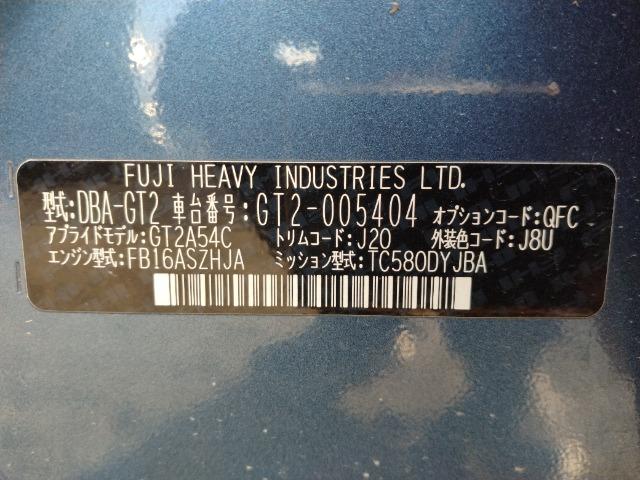 FUJI HEAVY INDUSTRIES LTD.
型式:DBA-GT2 車台番号:GT2-005404 オプションコード:QFC
アプライドモデル:GT2A54C トリムコード:J20 外装色コード:J8U
エンジン型式:FB16ASZHJA ミッション型式:TC580DYJBA